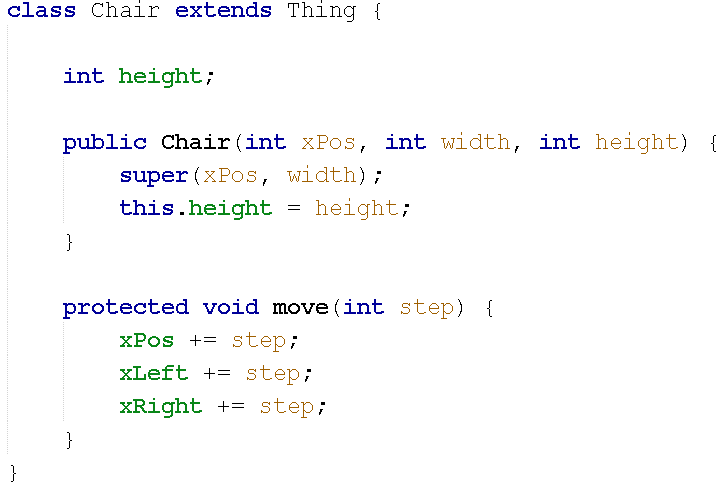 class Chair extends Thing {
int height;
public Chair(int xPos, int width, int height) {
super(xPos, width);
this.height = height;
}
protected void move(int step) {
xPos += step;
xLeft += step;
xRight += step;
}
}